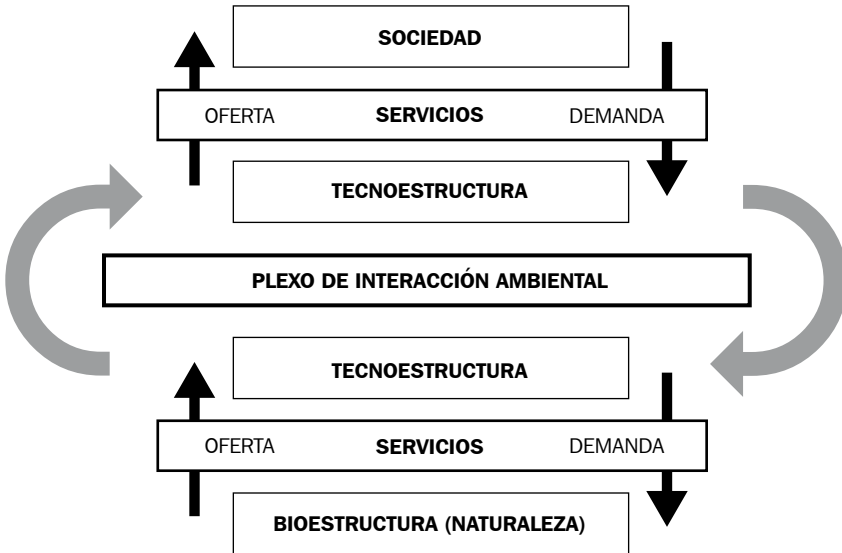 SOCIEDAD
OFERTA SERVICIOS DEMANDA
TECNOESTRUCTURA
PLEXO DE INTERACCIÓN AMBIENTAL
TECNOESTRUCTURA
OFERTA SERVICIOS DEMANDA
BIOESTRUCTURA (NATURALEZA)